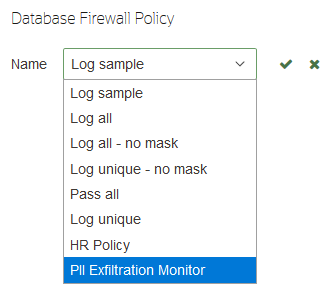 Database Firewall Policy
Name Log sample
Log sample
Log all
Log all - no mask
Log unique - no mask
Pass all
Log unique
HR Policy
PII Exfiltration Monitor